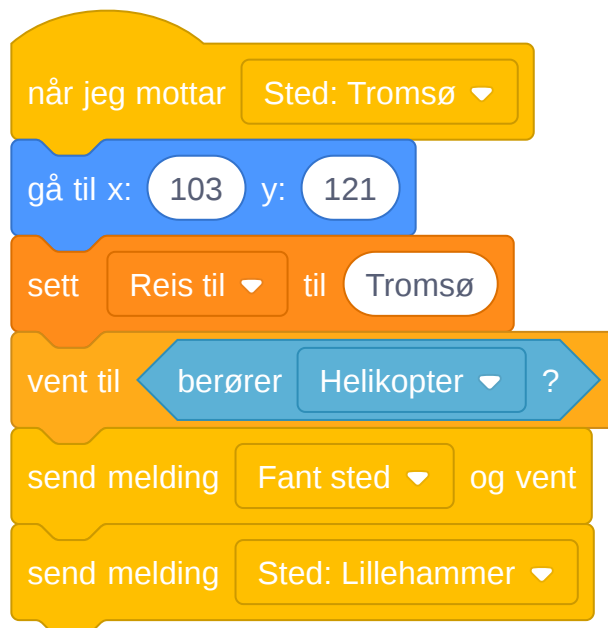 når jeg mottar Sted: Tromsø
gå til x: 103 y: 121
sett Reis til til Tromsø
vent til berører Helikopter ?
send melding Fant sted og vent
send melding Sted: Lillehammer